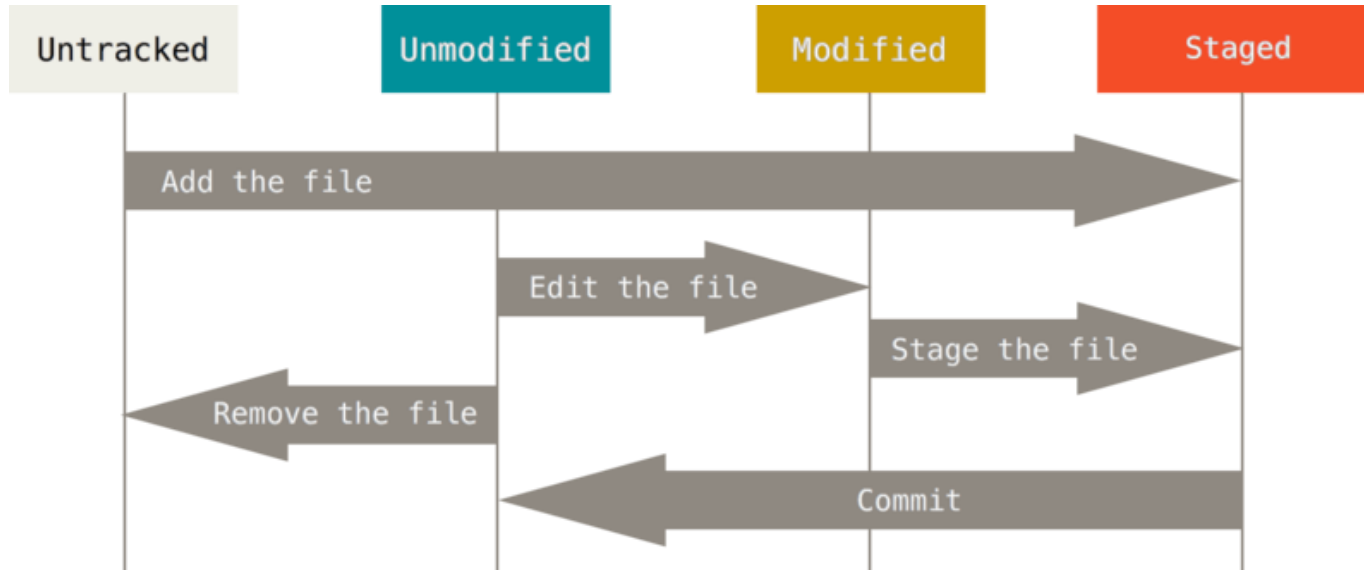 Untracked
Unmodified
Modified
Staged
Add the file
Edit the file
Stage the file
Remove the file
Commit